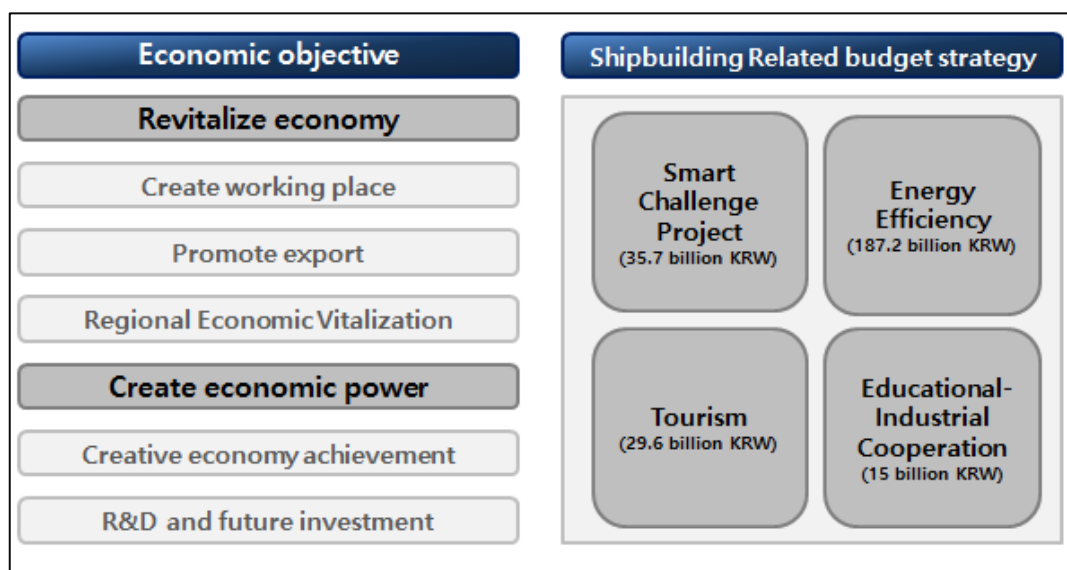 Economic objective
Revitalize economy
Create working place
Promote export
Regional Economic Vitalization
Create economic power
Creative economy achievement
R&D and future investment
Shipbuilding Related budget strategy
Smart
Challenge
Project
(35.7 billion KRW)
Energy
Efficiency
(187.2 billion KRW)
Tourism
(29.6 billion KRW)
Educational-
Industrial
Cooperation
(15 billion KRW)